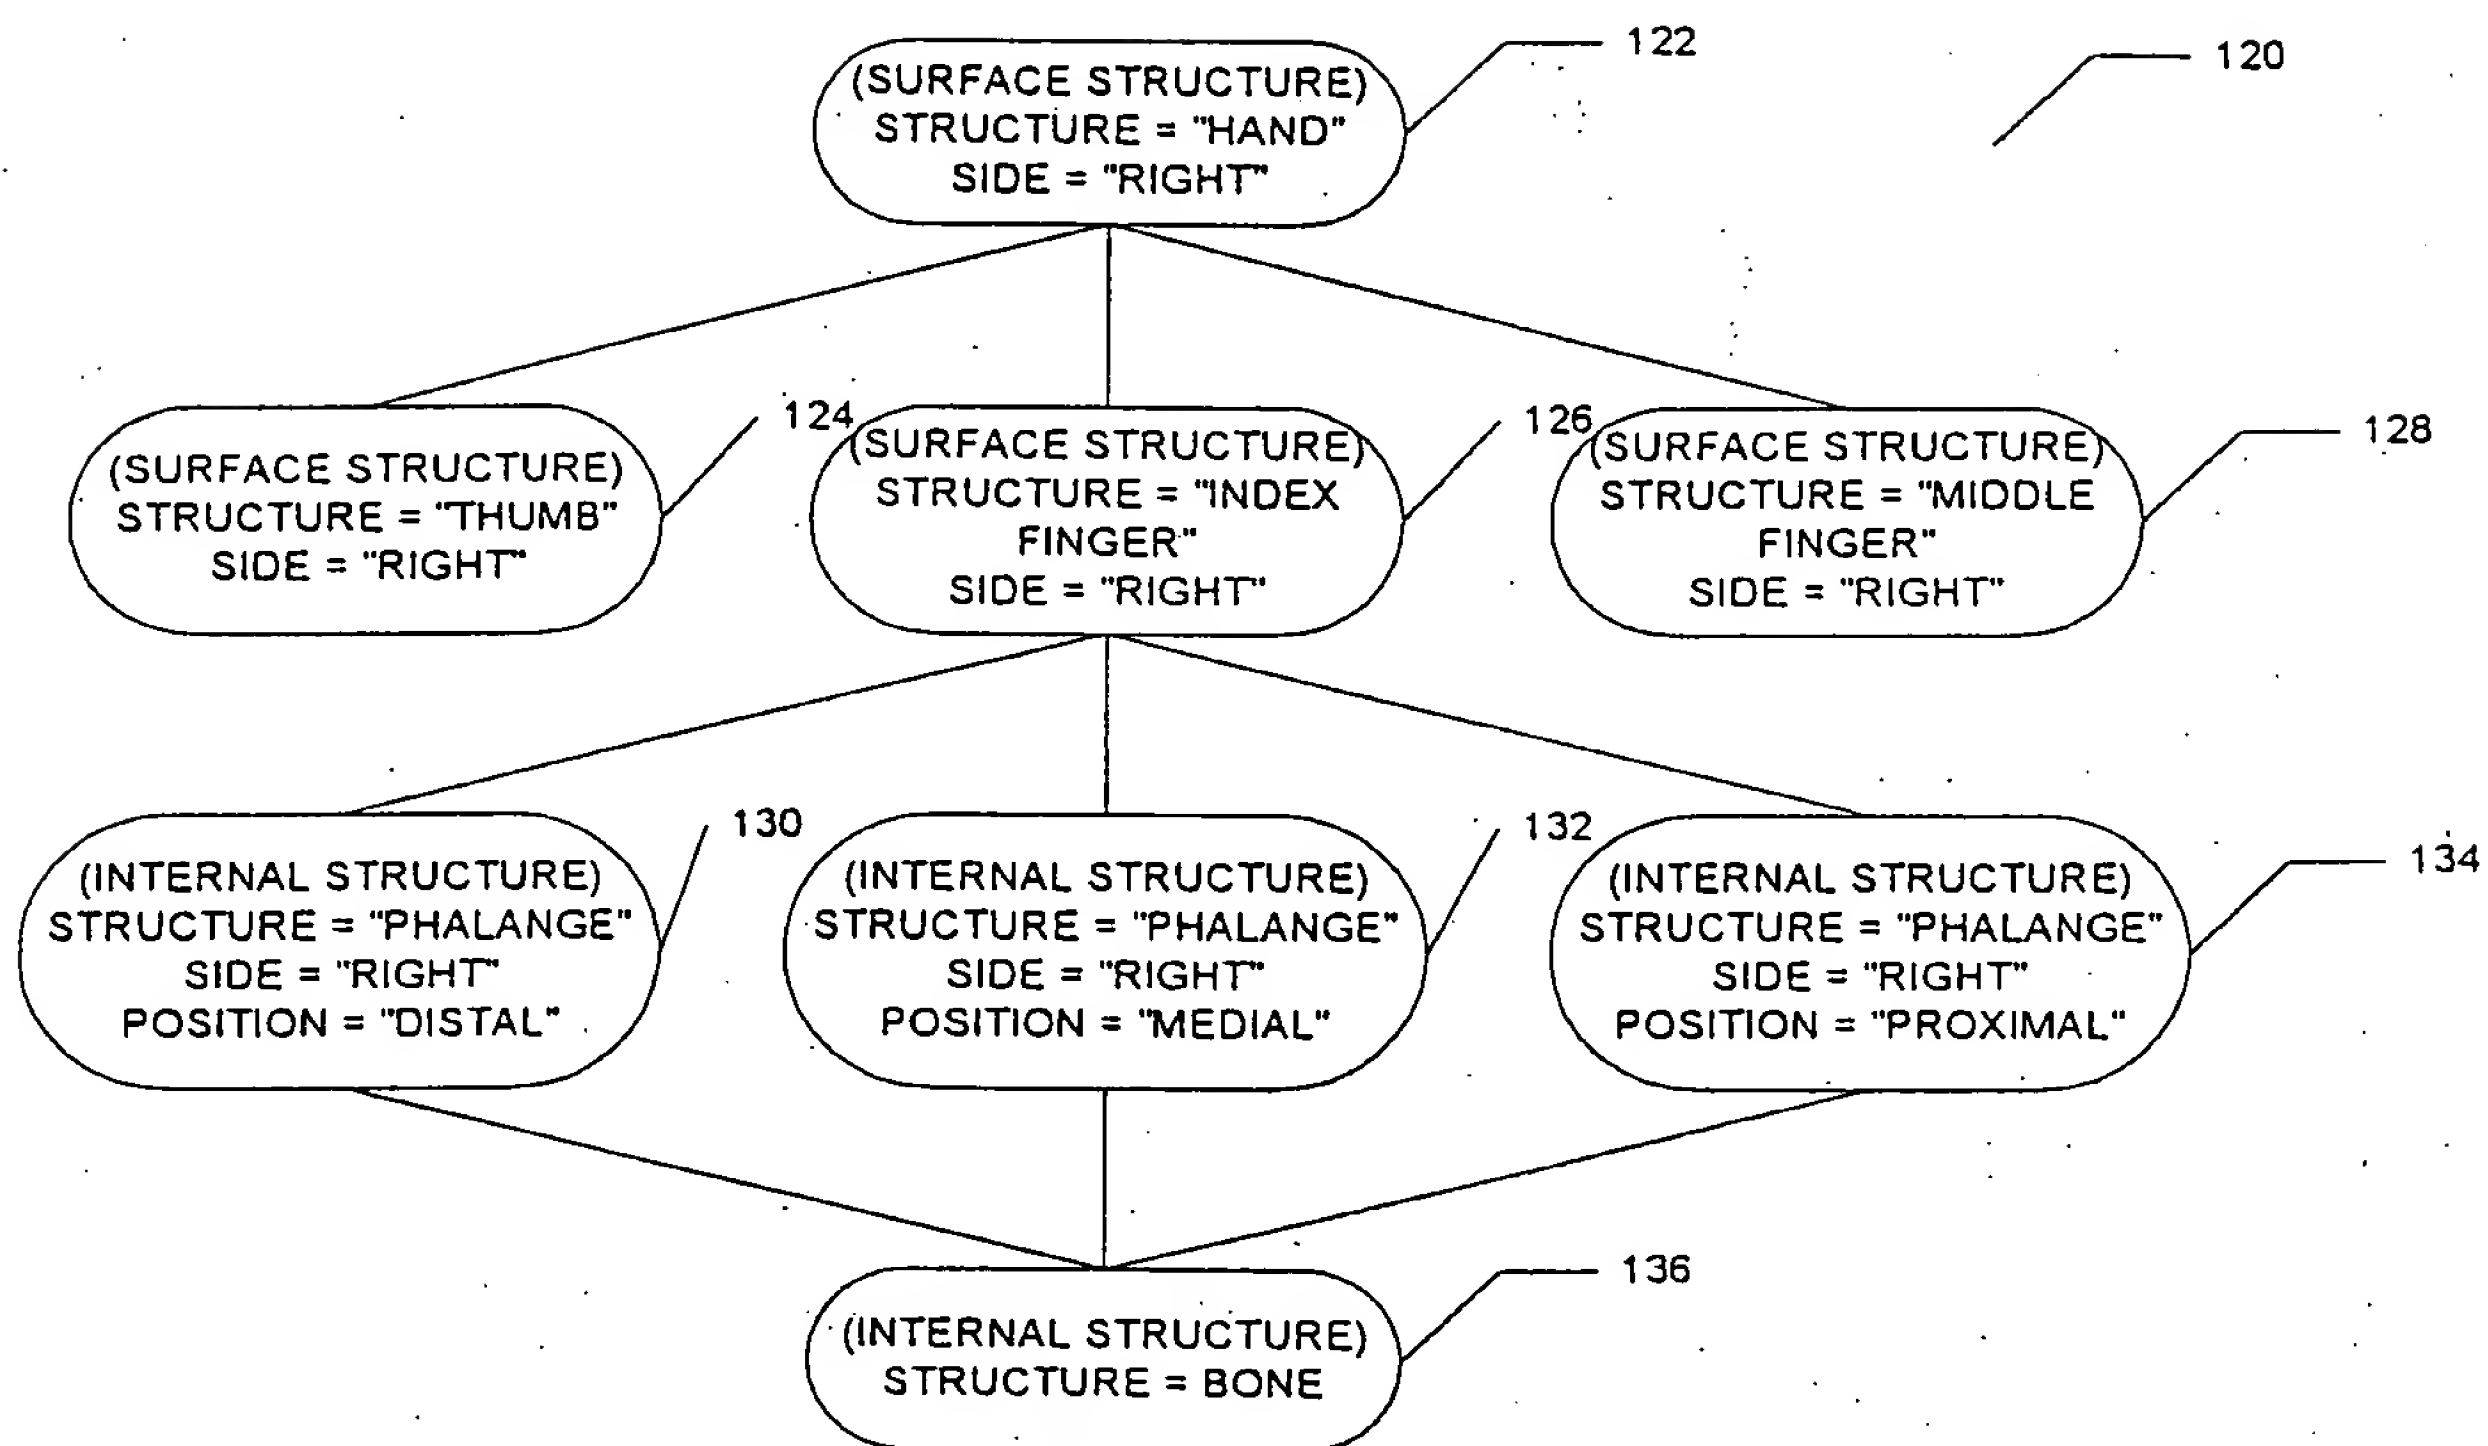 122
120
(SURFACE STRUCTURE)
STRUCTURE = "HAND"
SIDE = "RIGHT"
124
126
128
(SURFACE STRUCTURE)
STRUCTURE = "THUMB"
SIDE = "RIGHT"
(SURFACE STRUCTURE)
STRUCTURE = "INDEX
FINGER"
SIDE = "RIGHT"
(SURFACE STRUCTURE)
STRUCTURE = "MIDDLE
FINGER"
SIDE = "RIGHT"
130
132
134
(INTERNAL STRUCTURE)
STRUCTURE = "PHALANGE"
SIDE = "RIGHT"
POSITION = "DISTAL"
(INTERNAL STRUCTURE)
STRUCTURE = "PHALANGE"
SIDE = "RIGHT"
POSITION = "MEDIAL"
(INTERNAL STRUCTURE)
STRUCTURE = "PHALANGE"
SIDE = "RIGHT"
POSITION = "PROXIMAL"
136
(INTERNAL STRUCTURE)
STRUCTURE = BONE